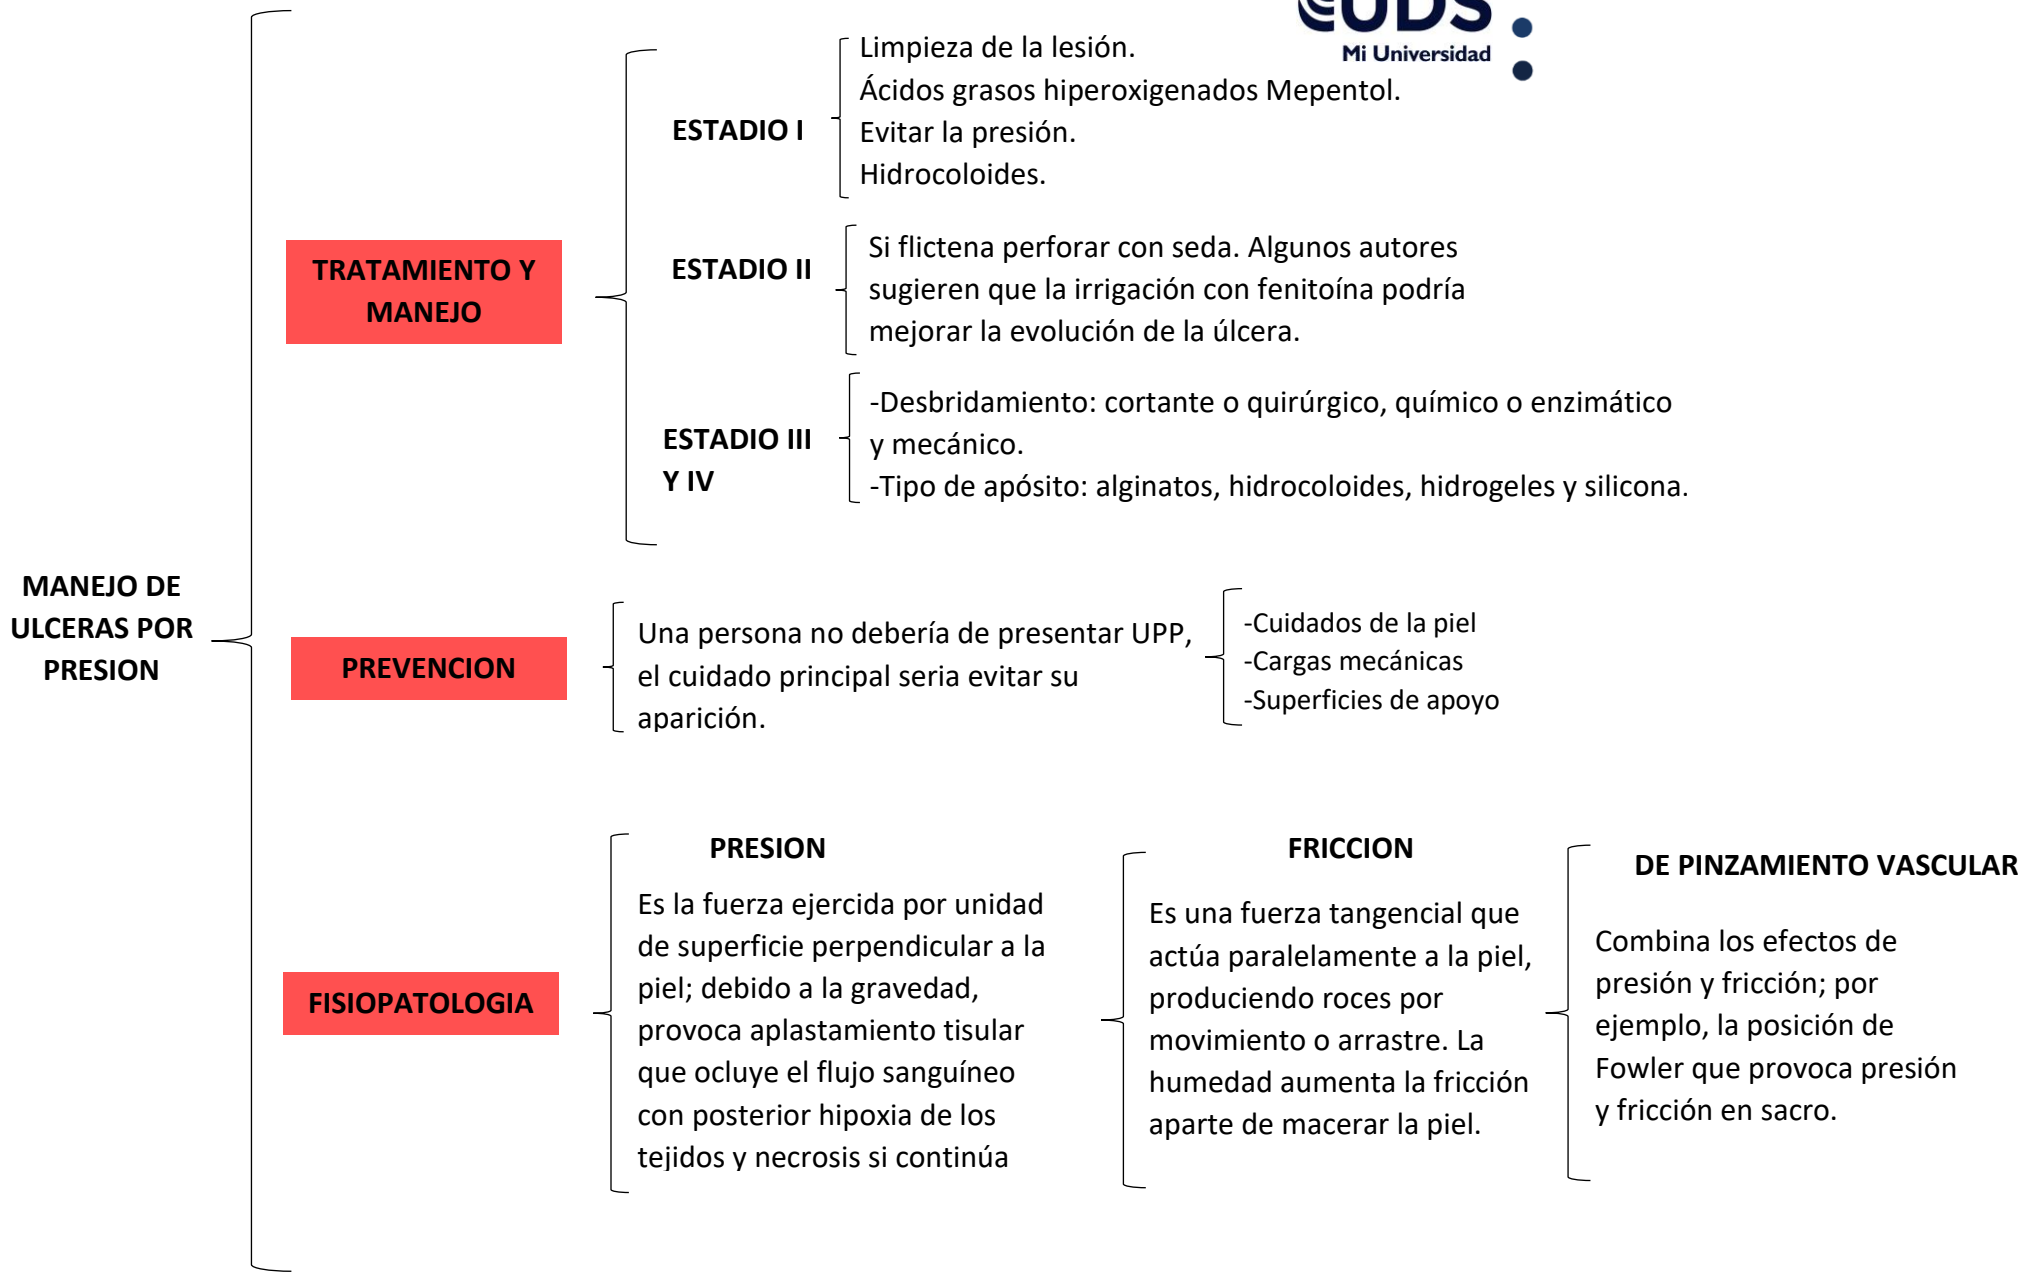 UDS
Mi Universidad
MANEJO DE
ULCERAS POR
PRESION
TRATAMIENTO Y
MANEJO
ESTADIO I
Limpieza de la lesión.
Ácidos grasos hiperoxigenados Mepentol.
Evitar la presión.
Hidrocoloides.
ESTADIO II
Si flictena perforar con seda. Algunos autores
sugieren que la irrigación con fenitoína podría
mejorar la evolución de la úlcera.
ESTADIO III
Y IV
-Desbridamiento: cortante o quirúrgico, químico o enzimático
y mecánico.
-Tipo de apósito: alginatos, hidrocoloides, hidrogeles y silicona.
PREVENCION
Una persona no debería de presentar UPP,
el cuidado principal seria evitar su
aparición.
-Cuidados de la piel
-Cargas mecánicas
-Superficies de apoyo
FISIOPATOLOGIA
PRESION
Es la fuerza ejercida por unidad
de superficie perpendicular a la
piel; debido a la gravedad,
provoca aplastamiento tisular
que ocluye el flujo sanguíneo
con posterior hipoxia de los
tejidos y necrosis si continúa
FRICCION
Es una fuerza tangencial que
actúa paralelamente a la piel,
produciendo roces por
movimiento o arrastre. La
humedad aumenta la fricción
aparte de macerar la piel.
DE PINZAMIENTO VASCULAR
Combina los efectos de
presión y fricción; por
ejemplo, la posición de
Fowler que provoca presión
y fricción en sacro.